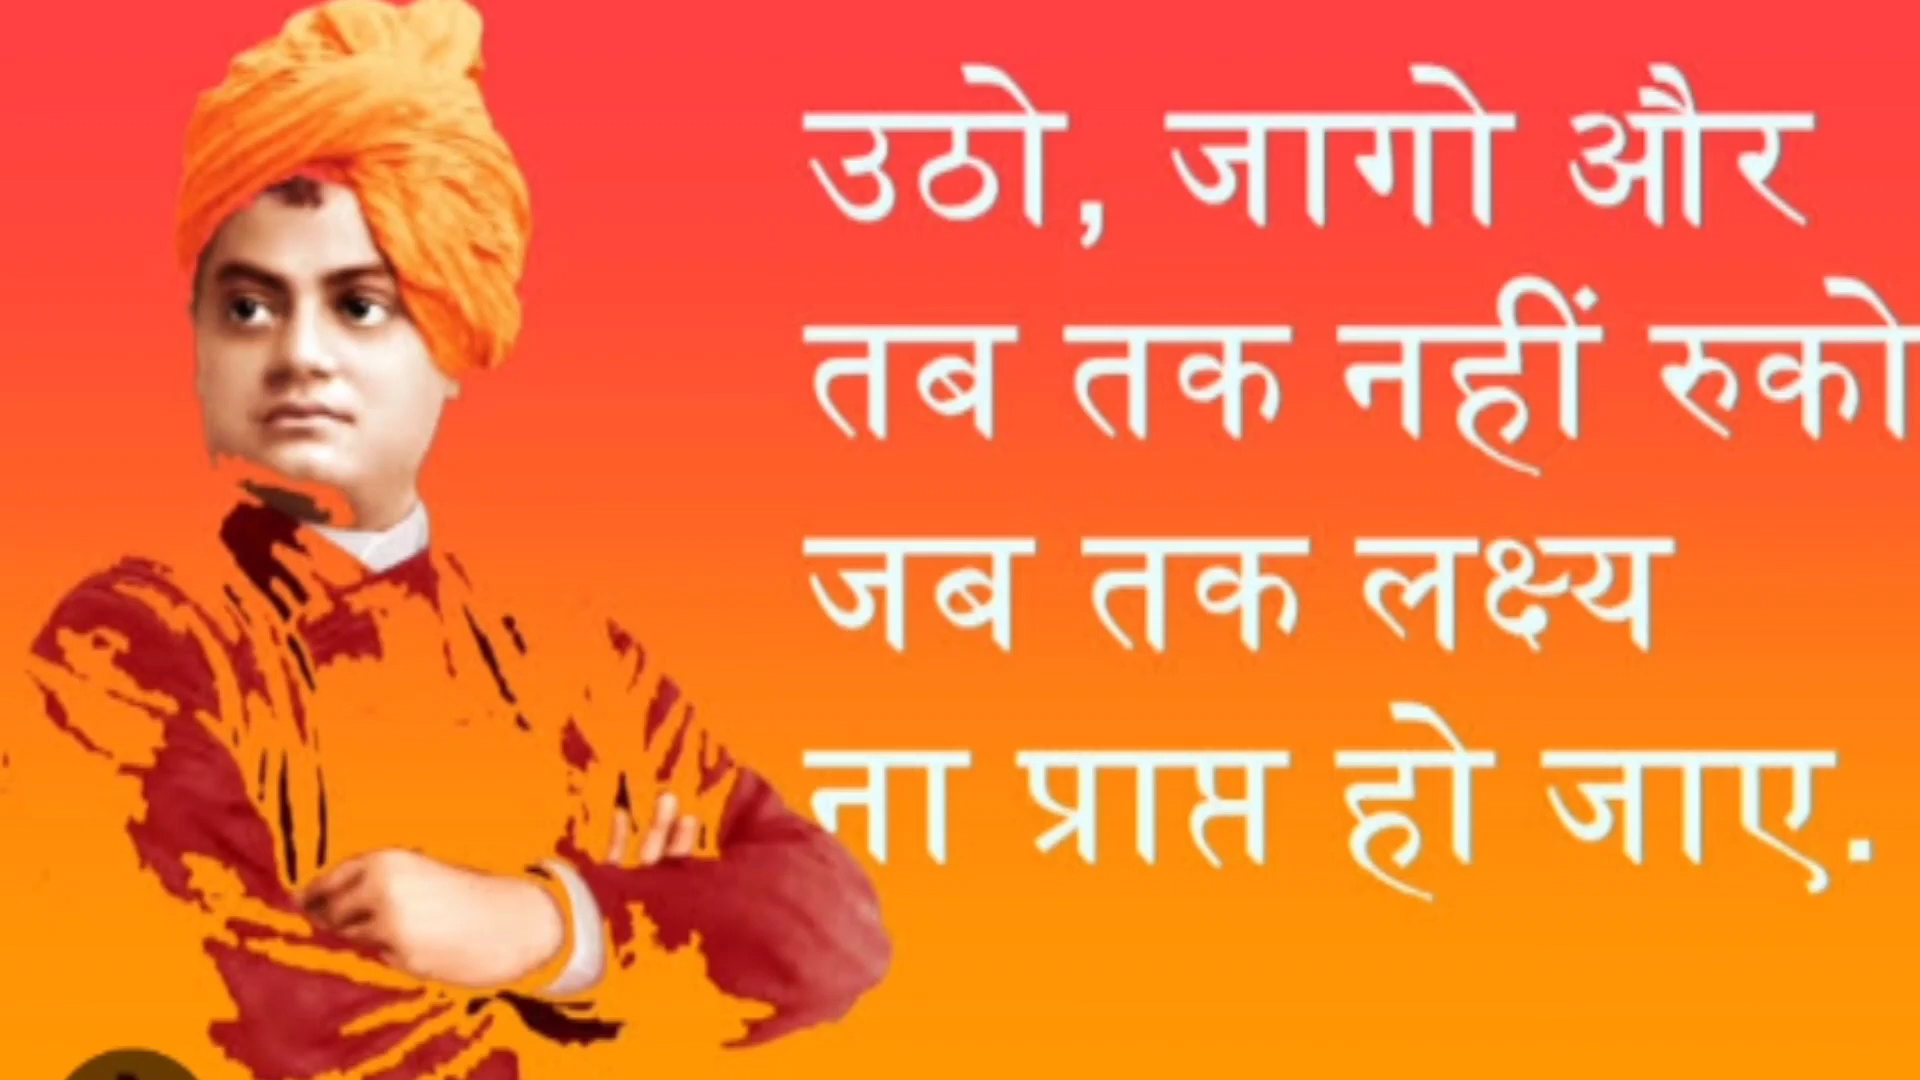 उठो, जागो और
तब तक नहीं रुको
जब तक लक्ष्य
ना प्राप्त हो जाए.